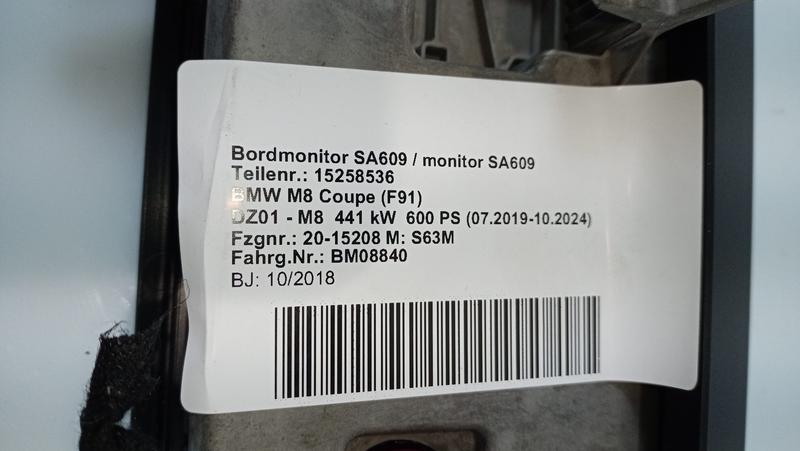 Bordmonitor SA609 / monitor SA609
Teilenr.: 15258536
BMW M8 Coupe (F91)
DZ01 - M8 441 kW 600 PS (07.2019-10.2024)
Fzgnr.: 20-15208 M: S63M
Fahrg.Nr.: BM08840
BJ: 10/2018